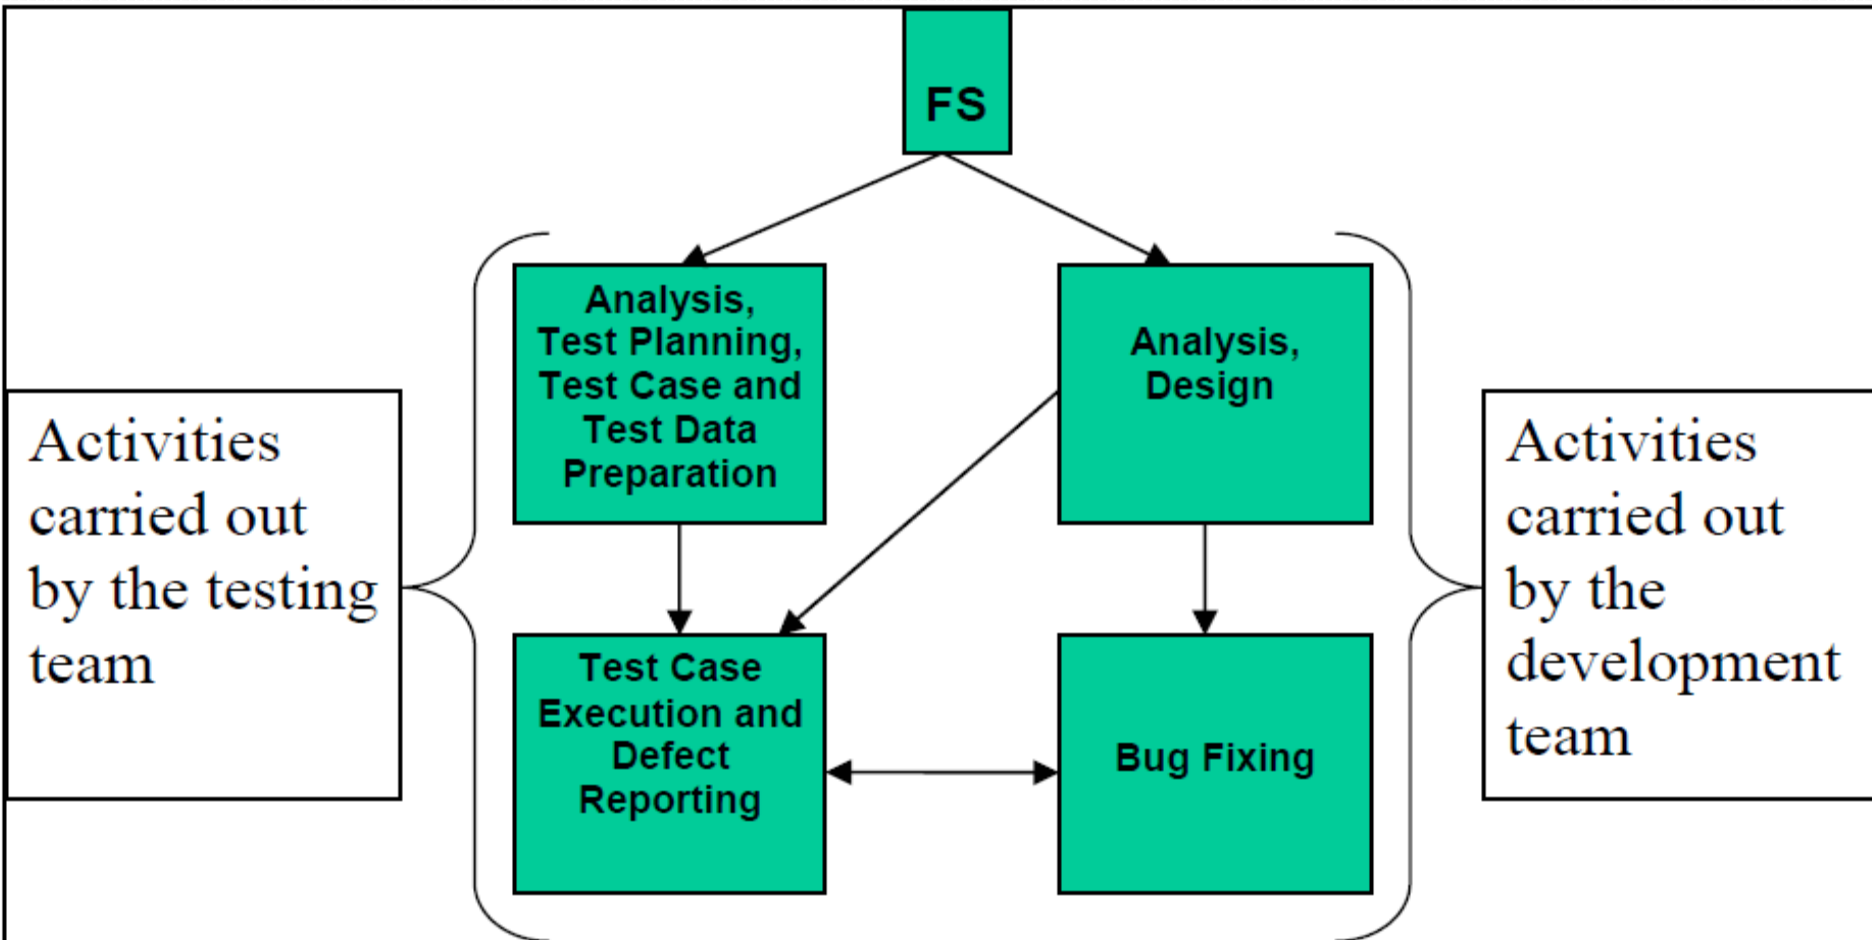 FS
Analysis,
Test Planning,
Test Case and
Test Data
Preparation
Analysis,
Design
Activities
carried out
by the testing
team
Activities
carried out
by the
development
team
Test Case
Execution and
Defect
Reporting
Bug Fixing